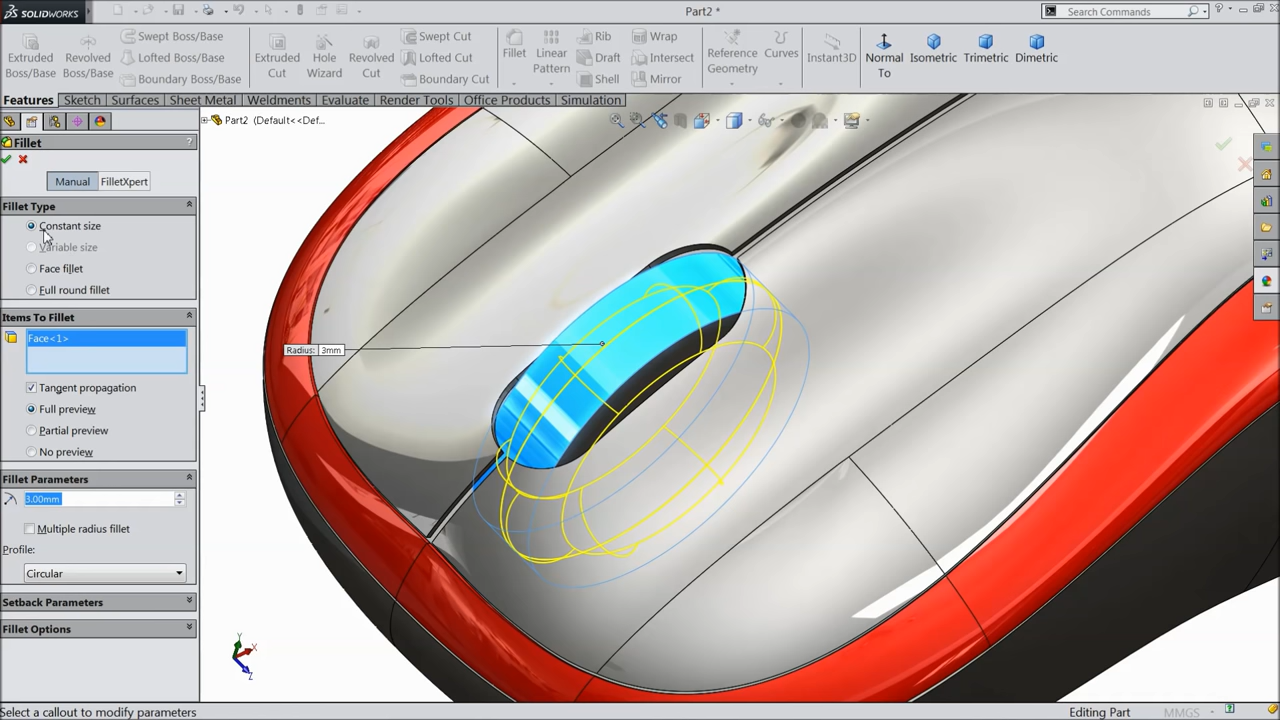 SOLIDWORKS
Part2 *
Search Commands
Extruded Boss/Base
Revolved Boss/Base
Swept Boss/Base
Lofted Boss/Base
Boundary Boss/Base
Extruded Cut
Hole Wizard
Revolved Cut
Swept Cut
Lofted Cut
Boundary Cut
Fillet
Linear Pattern
Rib
Draft
Shell
Wrap
Intersect
Mirror
Reference Geometry
Curves
Instant3D
Normal To
Isometric
Trimetric
Dimetric
Features
Sketch
Surfaces
Sheet Metal
Weldments
Evaluate
Render Tools
Office Products
Simulation
Part2 (Default<<Def...
Fillet
?
Manual
FilletXpert
Fillet Type
Constant size
Variable size
Face fillet
Full round fillet
Items To Fillet
Face<1>
Tangent propagation
Full preview
Partial preview
No preview
Fillet Parameters
3.00mm
Multiple radius fillet
Profile:
Circular
Setback Parameters
Fillet Options
Radius: 3mm
Y
X
Z
Select a callout to modify parameters
Editing Part
MMGS